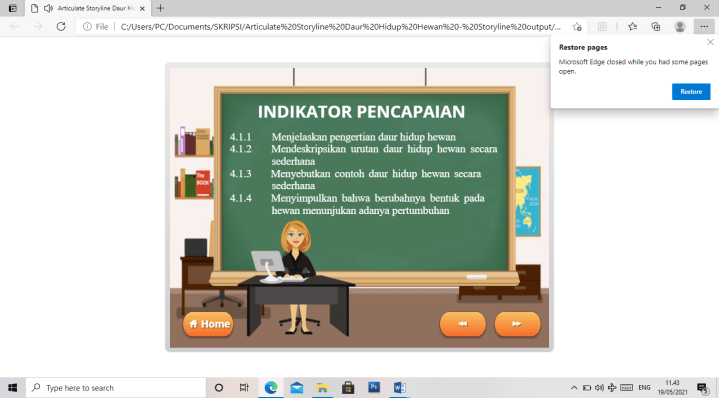 Articulate Storyline Daur Hi
File
C:/Users/PC/Documents/SKRIPSI/Articulate%20Storyline%20Daur%20Hidup%20Hewan%20-%20Storyline%20output/...
Restore pages
Microsoft Edge closed while you had some pages
open.
Restore
INDIKATOR PENCAPAIAN
4.1.1 Menjelaskan pengertian daur hidup hewan
4.1.2 Mendeskripsikan urutan daur hidup hewan secara
sederhana
4.1.3 Menyebutkan contoh daur hidup hewan secara
sederhana
4.1.4 Menyimpulkan bahwa berubahnya bentuk pada
hewan menunjukan adanya pertumbuhan
The
BOOK
Home
Type here to search
ENG
11.43
19/05/2021